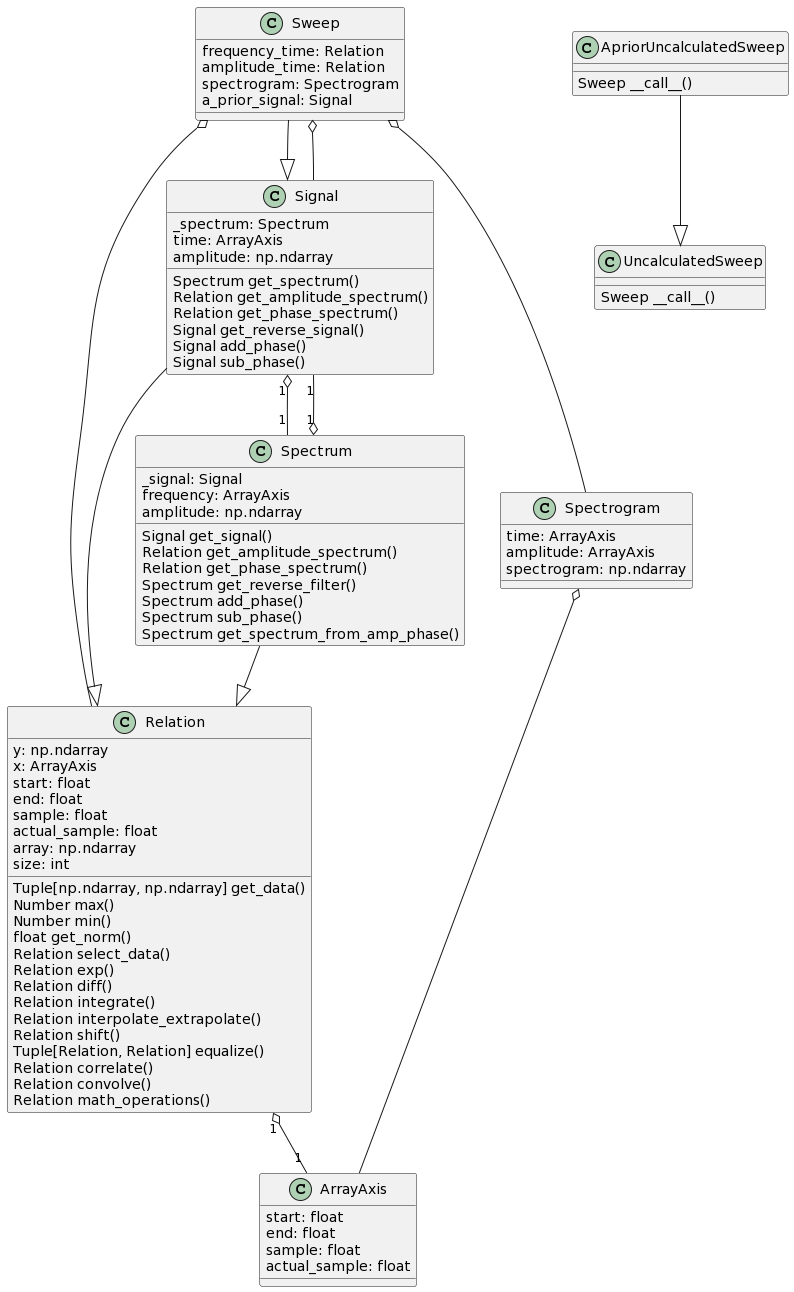 C Sweep
frequency_time: Relation
amplitude_time: Relation
spectrogram: Spectrogram
a_prior_signal: Signal
C ApriorUncalculatedSweep
Sweep __call__()
C Signal
_spectrum: Spectrum
time: ArrayAxis
amplitude: np.ndarray
Spectrum get_spectrum()
Relation get_amplitude_spectrum()
Relation get_phase_spectrum()
Signal get_reverse_signal()
Signal add_phase()
Signal sub_phase()
C UncalculatedSweep
Sweep __call__()
1 1
1 1
C Spectrum
_signal: Signal
frequency: ArrayAxis
amplitude: np.ndarray
Signal get_signal()
Relation get_amplitude_spectrum()
Relation get_phase_spectrum()
Spectrum get_reverse_filter()
Spectrum add_phase()
Spectrum sub_phase()
Spectrum get_spectrum_from_amp_phase()
C Spectrogram
time: ArrayAxis
amplitude: ArrayAxis
spectrogram: np.ndarray
C Relation
y: np.ndarray
x: ArrayAxis
start: float
end: float
sample: float
actual_sample: float
array: np.ndarray
size: int
Tuple[np.ndarray, np.ndarray] get_data()
Number max()
Number min()
float get_norm()
Relation select_data()
Relation exp()
Relation diff()
Relation integrate()
Relation interpolate_extrapolate()
Relation shift()
Tuple[Relation, Relation] equalize()
Relation correlate()
Relation convolve()
Relation math_operations()
1
1
C ArrayAxis
start: float
end: float
sample: float
actual_sample: float